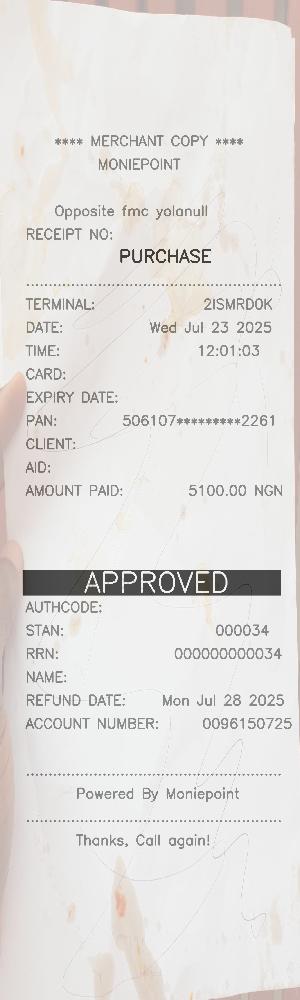 **** MERCHANT COPY ****
MONIEPOINT
Opposite fmc yolanull
RECEIPT NO:
PURCHASE
TERMINAL: 2ISMRD0K
DATE: Wed Jul 23 2025
TIME: 12:01:03
CARD:
EXPIRY DATE:
PAN: 506107*********2261
CLIENT:
AID:
AMOUNT PAID: 5100.00 NGN
APPROVED
AUTHCODE:
STAN: 000034
RRN: 000000000034
NAME:
REFUND DATE: Mon Jul 28 2025
ACCOUNT NUMBER: 0096150725
Powered By Moniepoint
Thanks, Call again!